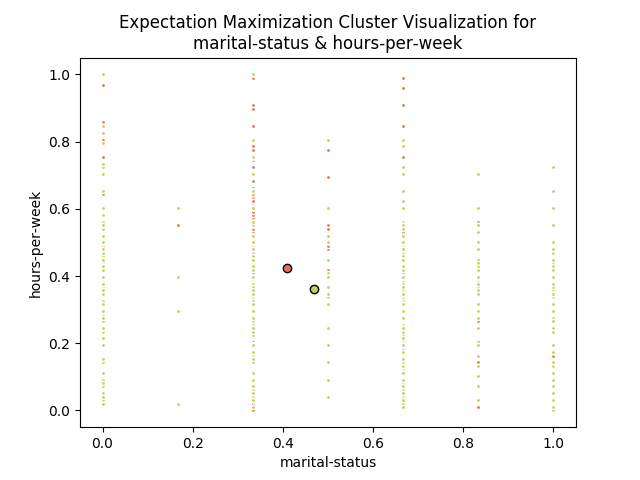 Expectation Maximization Cluster Visualization for
marital-status & hours-per-week
1.0
0.8
0.6
0.4
0.2
0.0
hours-per-week
0.0 0.2 0.4 0.6 0.8 1.0
marital-status